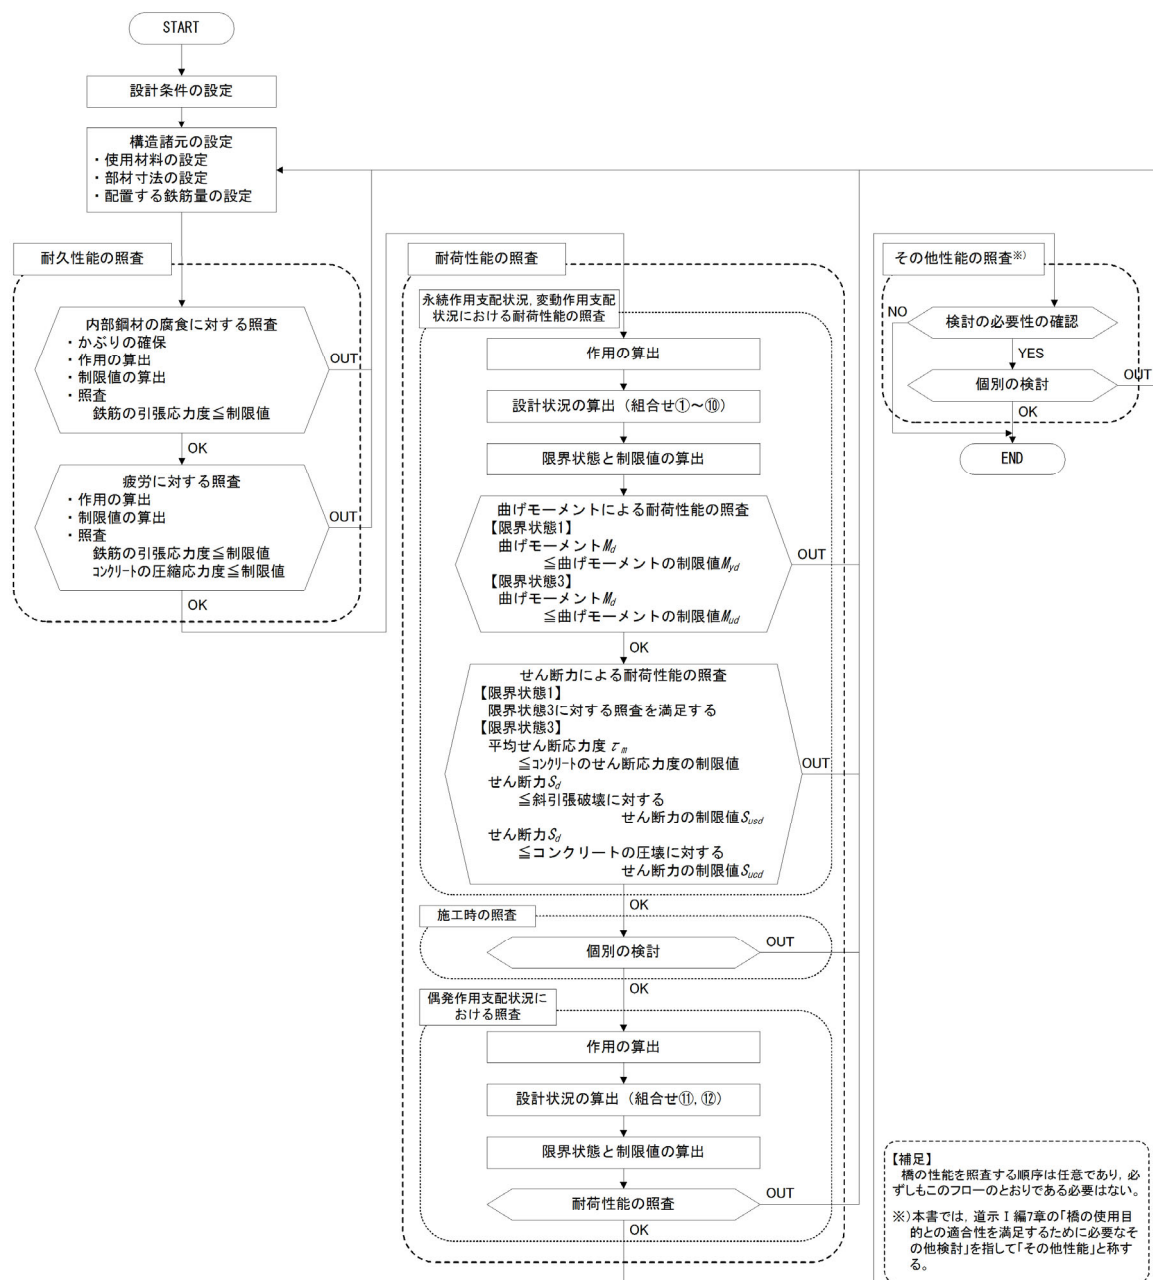 START
設計条件の設定
構造諸元の設定
・使用材料の設定
・部材寸法の設定
・配置する鉄筋量の設定
耐久性能の照査
内部鋼材の腐食に対する照査
・かぶりの確保
・作用の算出
・制限値の算出
・照査
鉄筋の引張応力度≦制限値
OUT
OK
疲労に対する照査
・作用の算出
・制限値の算出
・照査
鉄筋の引張応力度≦制限値
コンクリートの圧縮応力度≦制限値
OUT
OK
耐荷性能の照査
永続作用支配状況，変動作用支配
状況における耐荷性能の照査
作用の算出
設計状況の算出（組合せ①～⑩）
限界状態と制限値の算出
曲げモーメントによる耐荷性能の照査
【限界状態1】
曲げモーメントMd
≦曲げモーメントの制限値Myd
【限界状態3】
曲げモーメントMd
≦曲げモーメントの制限値Mud
OUT
OK
せん断力による耐荷性能の照査
【限界状態1】
限界状態3に対する照査を満足する
【限界状態3】
平均せん断応力度τm
≦コンクリートのせん断応力度の制限値
せん断力Sd
≦斜引張破壊に対する
せん断力の制限値Susd
せん断力Sd
≦コンクリートの圧壊に対する
せん断力の制限値Sucd
OUT
OK
施工時の照査
個別の検討
OUT
OK
偶発作用支配状況に
おける照査
作用の算出
設計状況の算出（組合せ⑪，⑫）
限界状態と制限値の算出
耐荷性能の照査
OUT
OK
その他性能の照査※）
検討の必要性の確認
NO
YES
個別の検討
OUT
OK
END
【補足】
橋の性能を照査する順序は任意であり，必
ずしもこのフローのとおりである必要はない。
※）本書では，道示Ⅰ編7章の「橋の使用目
的との適合性を満足するために必要なそ
の他検討」を指して「その他性能」と称す
る。